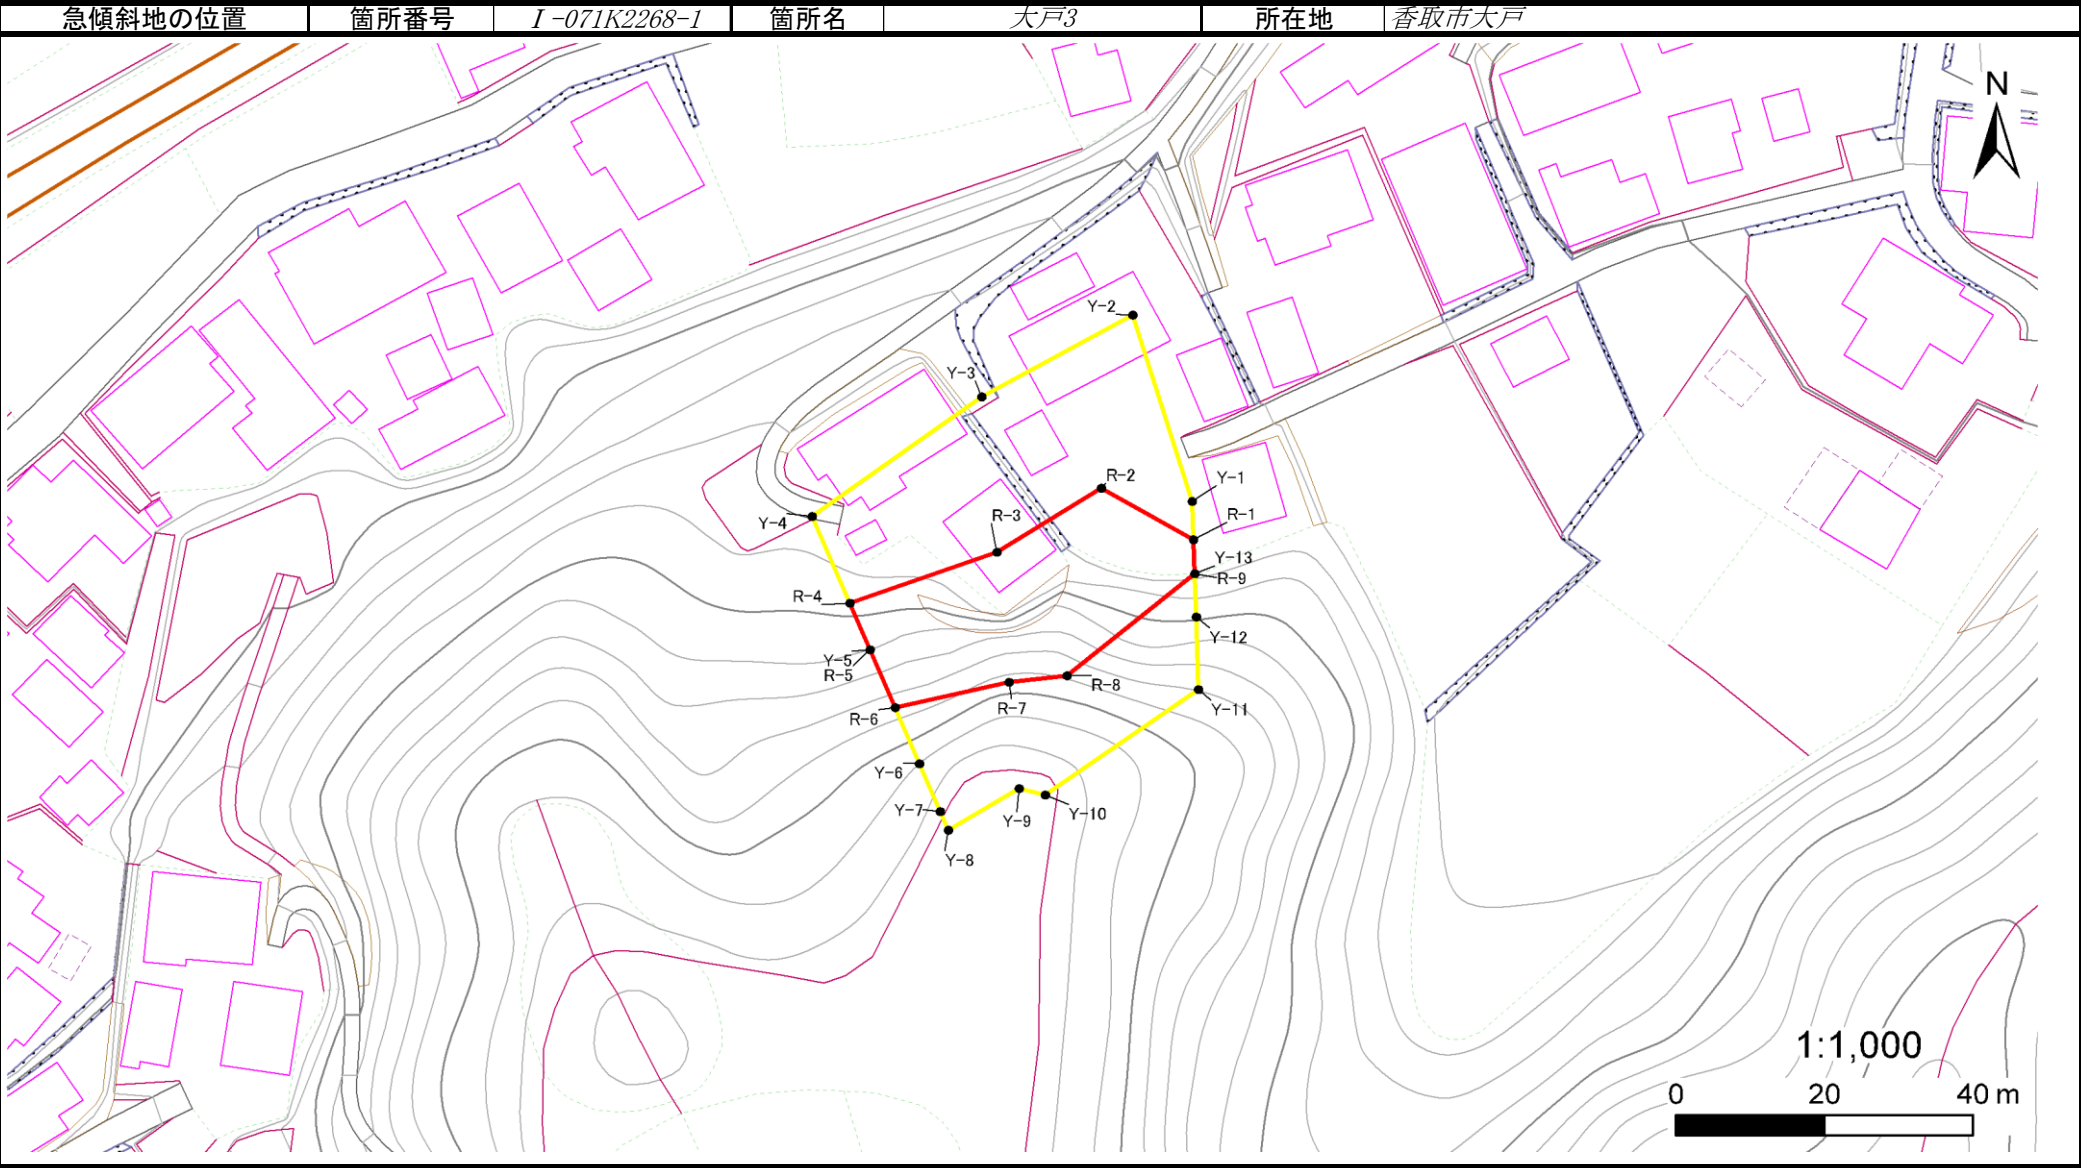 急傾斜地の位置 箇所番号 Ⅰ-071K2268-1 箇所名 大戸3 所在地 香取市大戸
N
Y-2
Y-3
R-2
Y-1
Y-4
R-3
R-1
Y-13
R-9
R-4
Y-12
Y-5
R-5
R-8
R-7
Y-11
R-6
Y-6
Y-7
Y-9
Y-10
Y-8
1:1,000
0 20 40 m